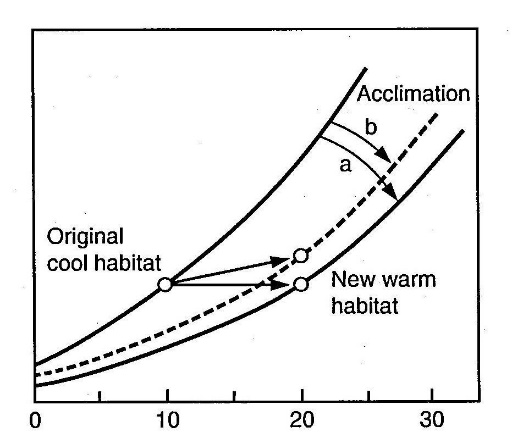 Acclimation
b
a
Original
cool habitat
New warm
habitat
0 10 20 30